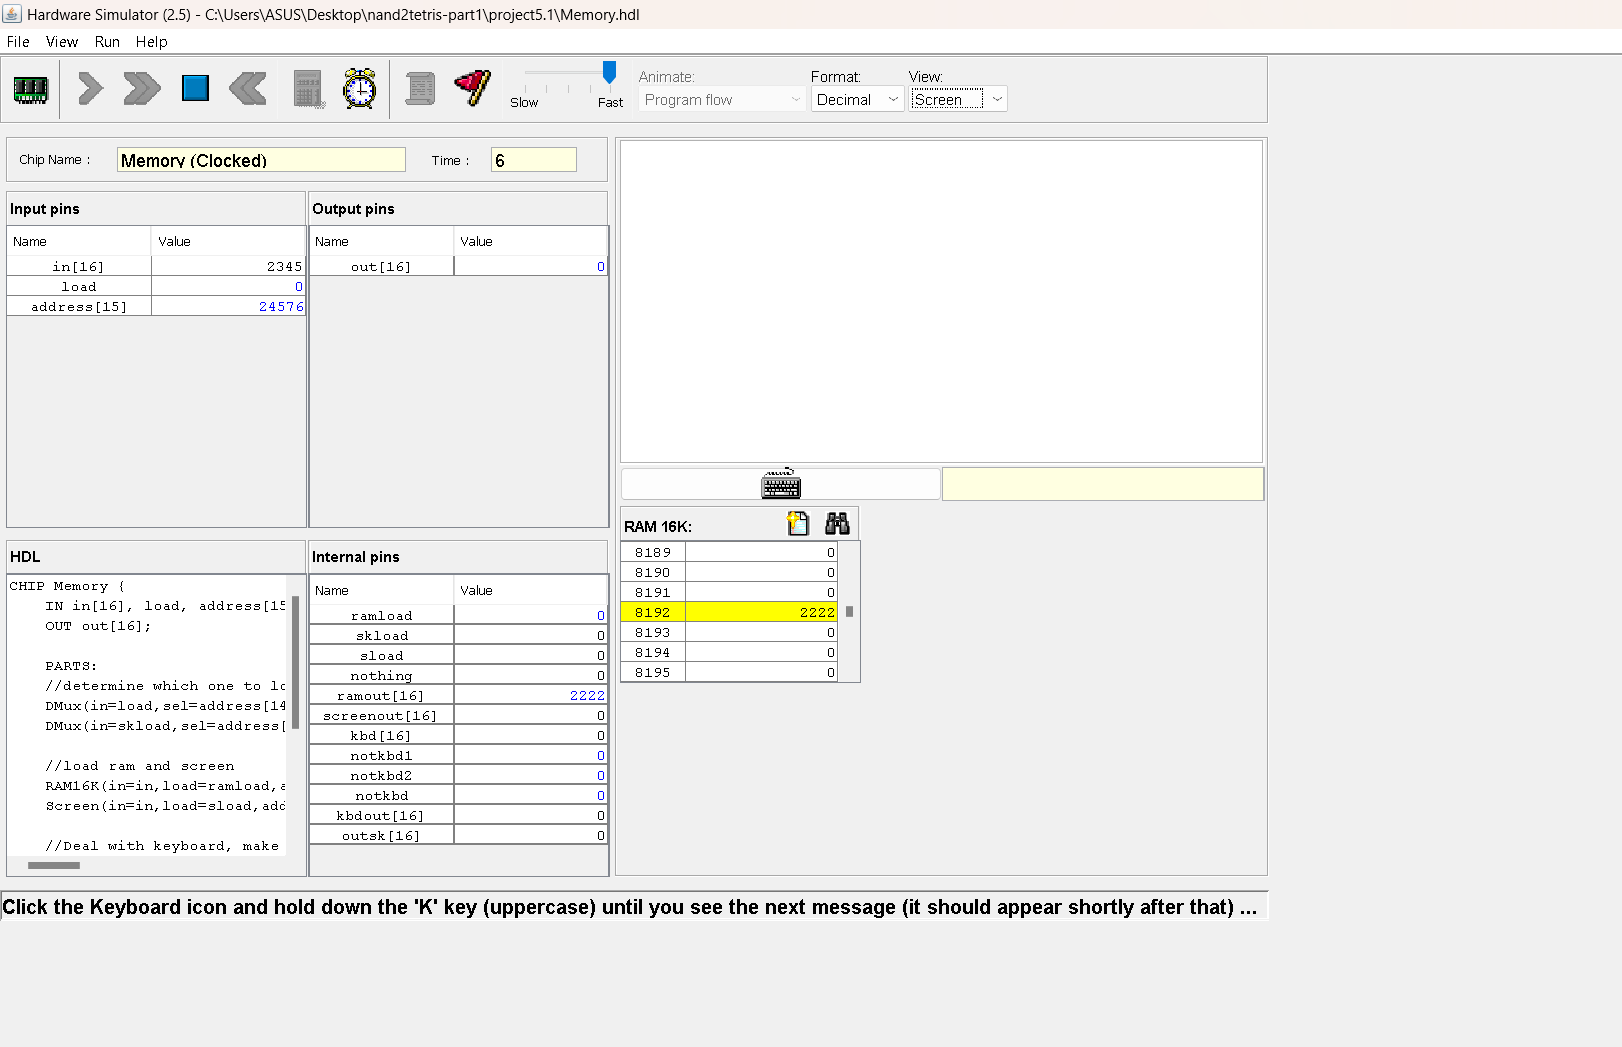 Hardware Simulator (2.5) - C:\Users\ASUS\Desktop\nand2tetris-part1\project5.1\Memory.hdl
File View Run Help
Slow Fast
Animate:
Program flow
Format:
Decimal
View:
Screen
Chip Name :
Memory (Clocked)
Time :
6
Input pins
Name Value
in[16] 2345
load 0
address[15] 24576
Output pins
Name Value
out[16] 0
HDL
CHIP Memory {
IN in[16], load, address[15
OUT out[16];
PARTS:
//determine which one to lo
DMux(in=load,sel=address[14
DMux(in=skload,sel=address[
//load ram and screen
RAM16K(in=in,load=ramload,a
Screen(in=in,load=sload,add
//Deal with keyboard, make
Internal pins
Name Value
ramload 0
skload 0
sload 0
nothing 0
ramout[16] 2222
screenout[16] 0
kbd[16] 0
notkbd1 0
notkbd2 0
notkbd 0
kbdout[16] 0
outsk[16] 0
RAM 16K:
8189 0
8190 0
8191 0
8192 2222
8193 0
8194 0
8195 0
Click the Keyboard icon and hold down the 'K' key (uppercase) until you see the next message (it should appear shortly after that) ...